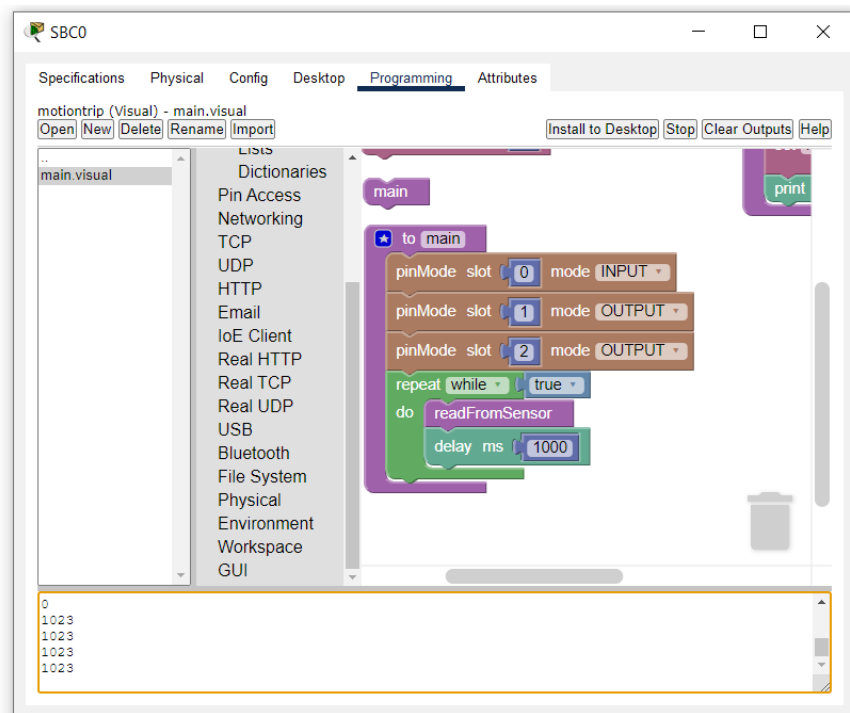 SBC0
Specifications Physical Config Desktop Programming Attributes
motiontrip (Visual) - main.visual
Open New Delete Rename Import Install to Desktop Stop Clear Outputs Help
..
main.visual
Lists
Dictionaries
Pin Access
Networking
TCP
UDP
HTTP
Email
IoE Client
Real HTTP
Real TCP
Real UDP
USB
Bluetooth
File System
Physical
Environment
Workspace
GUI
main
to main
pinMode slot 0 mode INPUT
pinMode slot 1 mode OUTPUT
pinMode slot 2 mode OUTPUT
repeat while true
do readFromSensor
delay ms 1000
print
0
1023
1023
1023
1023